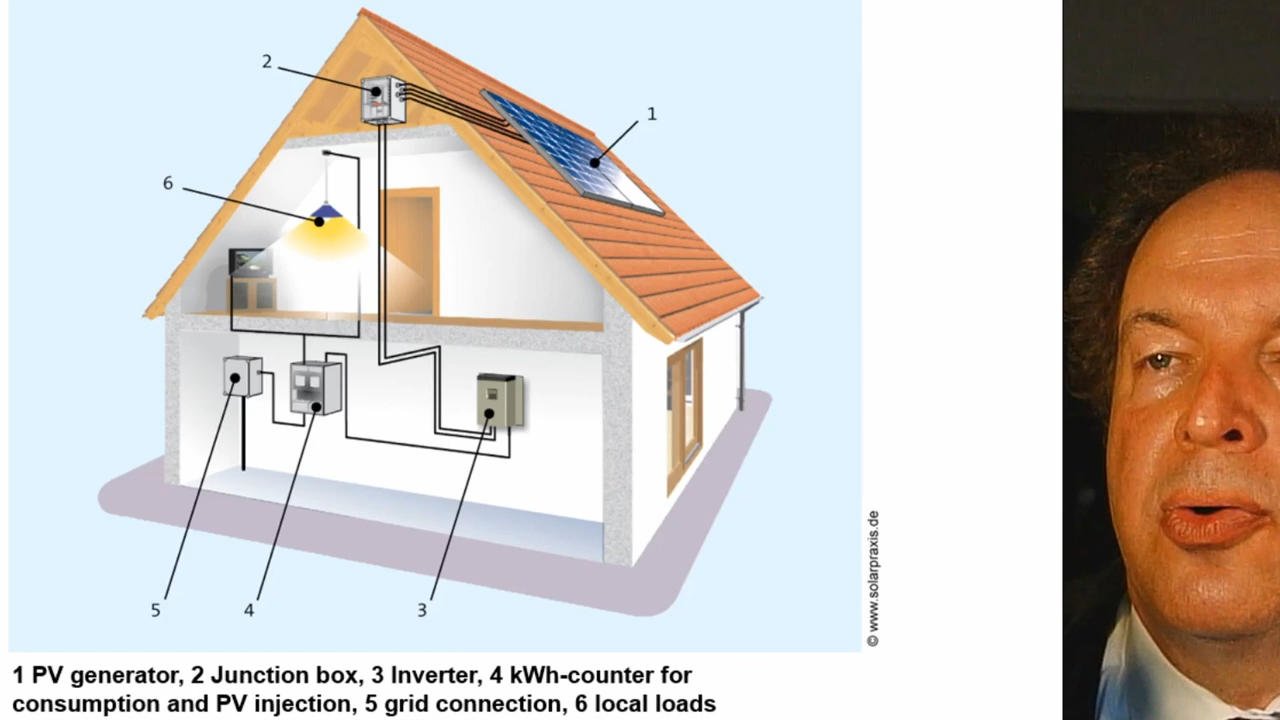 2
1
6
5
4
3
© www.solarpraxis.de
1 PV generator, 2 Junction box, 3 Inverter, 4 kWh-counter for
consumption and PV injection, 5 grid connection, 6 local loads